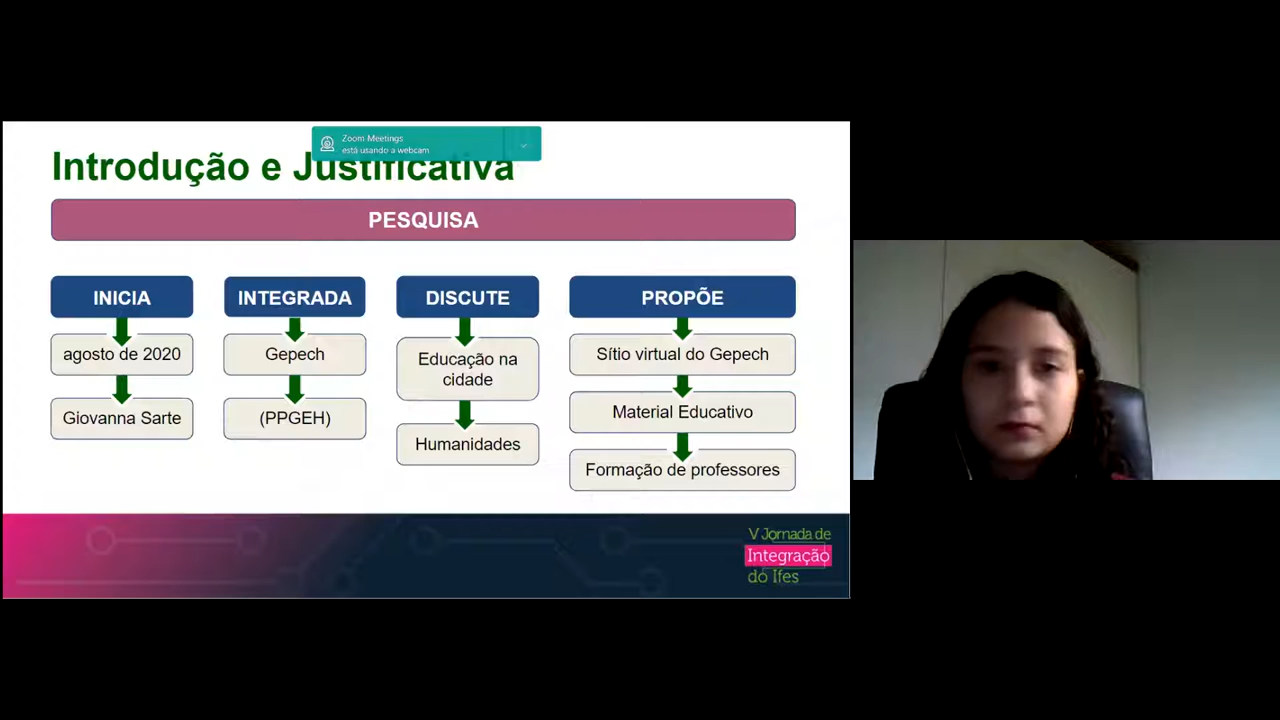 Zoom Meetings
está usando a webcam
Introdução e Justificativa
PESQUISA
INICIA
agosto de 2020
Giovanna Sarte
INTEGRADA
Gepech
(PPGEH)
DISCUTE
Educação na
cidade
Humanidades
PROPÕE
Sítio virtual do Gepech
Material Educativo
Formação de professores
V Jornada de
Integração
do Ifes